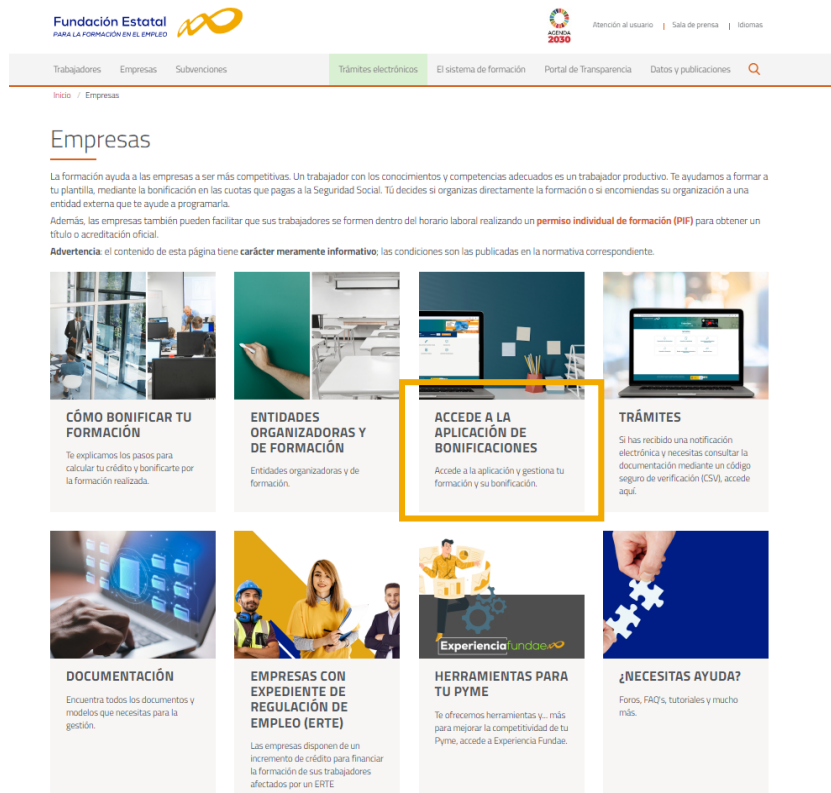 Fundación Estatal
PARA LA FORMACIÓN EN EL EMPLEO
AGENDA
2030
Atención al usuario | Sala de prensa | Idiomas
Trabajadores Empresas Subvenciones Trámites electrónicos El sistema de formación Portal de Transparencia Datos y publicaciones
Inicio / Empresas
Empresas
La formación ayuda a las empresas a ser más competitivas. Un trabajador con los conocimientos y competencias adecuados es un trabajador productivo. Te ayudamos a formar a
tu plantilla, mediante la bonificación en las cuotas que pagas a la Seguridad Social. Tú decides si organizas directamente la formación o si encomiendas su organización a una
entidad externa que te ayude a programarla.
Además, las empresas también pueden facilitar que sus trabajadores se formen dentro del horario laboral realizando un permiso individual de formación (PIF) para obtener un
título o acreditación oficial.
Advertencia: el contenido de esta página tiene carácter meramente informativo; las condiciones son las publicadas en la normativa correspondiente.
CÓMO BONIFICAR TU
FORMACIÓN
Te explicamos los pasos para
calcular tu crédito y bonificarte por
la formación realizada.
ENTIDADES
ORGANIZADORAS Y
DE FORMACIÓN
Entidades organizadoras y de
formación.
ACCEDE A LA
APLICACIÓN DE
BONIFICACIONES
Accede a la aplicación y gestiona tu
formación y su bonificación.
TRÁMITES
Si has recibido una notificación
electrónica y necesitas consultar la
documentación mediante un código
seguro de verificación (CSV), accede
aquí.
DOCUMENTACIÓN
Encuentra todos los documentos y
modelos que necesitas para la
gestión.
EMPRESAS CON
EXPEDIENTE DE
REGULACIÓN DE
EMPLEO (ERTE)
Las empresas disponen de un
incremento de crédito para financiar
la formación de sus trabajadores
afectados por un ERTE
Experienciafundae
HERRAMIENTAS PARA
TU PYME
Te ofrecemos herramientas y... más
para mejorar la competitividad de tu
Pyme, accede a Experiencia Fundae.
¿NECESITAS AYUDA?
Foros, FAQ's, tutoriales y mucho
más.